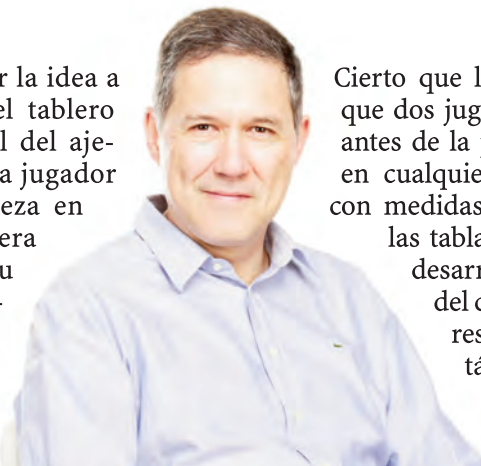 r la idea a
el tablero
l del aje-
a jugador
eza en
era
u
-
Cierto que l
que dos jug
antes de la
en cualquie
con medidas
las tabla
desarr
del
res
tá